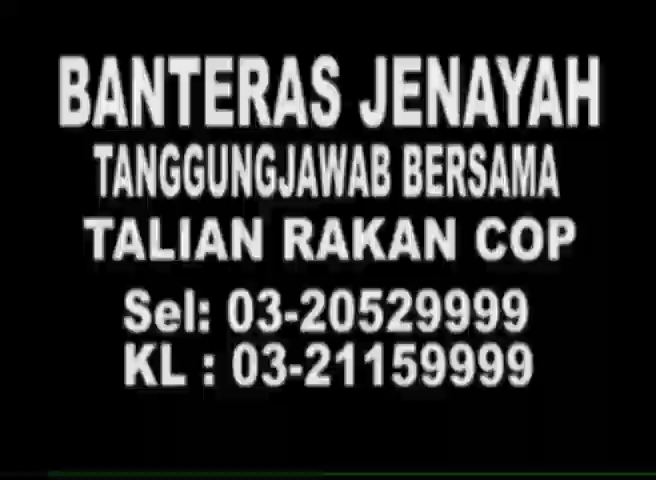 BANTERAS JENAYAH
TANGGUNGJAWAB BERSAMA
TALIAN RAKAN COP
Sel: 03-20529999
KL : 03-21159999